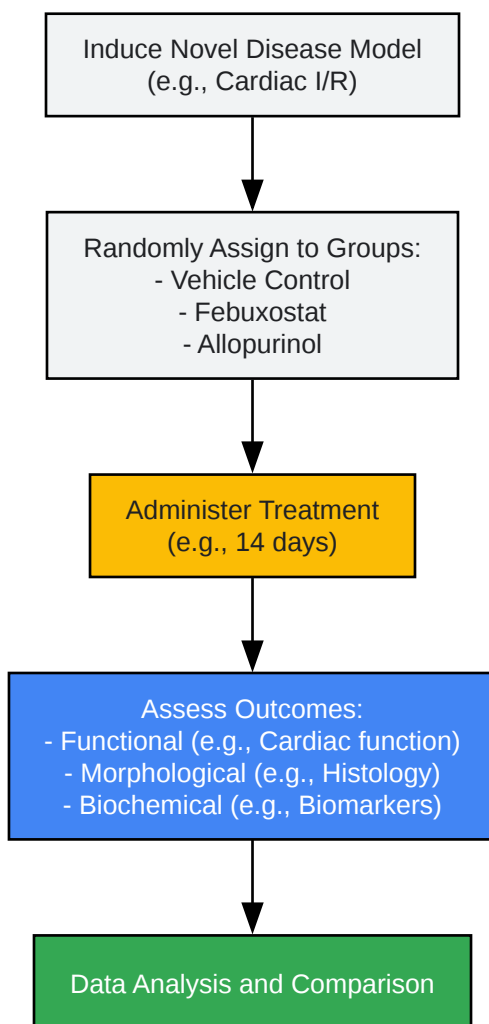 Induce Novel Disease Model
(e.g., Cardiac I/R)
Randomly Assign to Groups:
- Vehicle Control
- Febuxostat
- Allopurinol
Administer Treatment
(e.g., 14 days)
Assess Outcomes:
- Functional (e.g., Cardiac function)
- Morphological (e.g., Histology)
- Biochemical (e.g., Biomarkers)
Data Analysis and Comparison